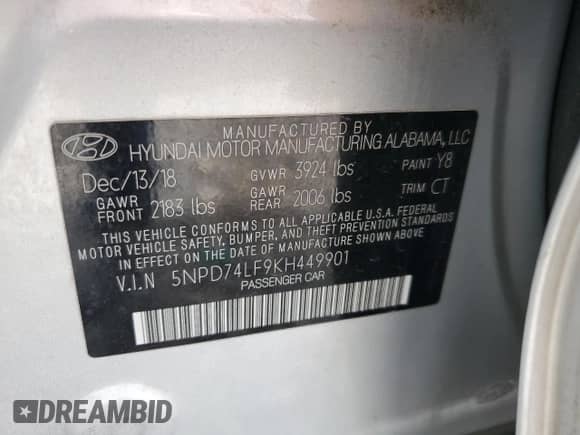 MANUFACTURED BY
HYUNDAI MOTOR MANUFACTURING ALABAMA, LLC
Dec/13/18 GVWR 3924 lbs PAINT Y8
GAWR FRONT 2183 lbs GAWR REAR 2006 lbs TRIM CT
THIS VEHICLE CONFORMS TO ALL APPLICABLE U.S.A. FEDERAL
MOTOR VEHICLE SAFETY, BUMPER, AND THEFT PREVENTION STANDARDS
IN EFFECT ON THE DATE OF MANUFACTURE SHOWN ABOVE.
V.I.N 5NPD74LF9KH449901
PASSENGER CAR
DREAMBID